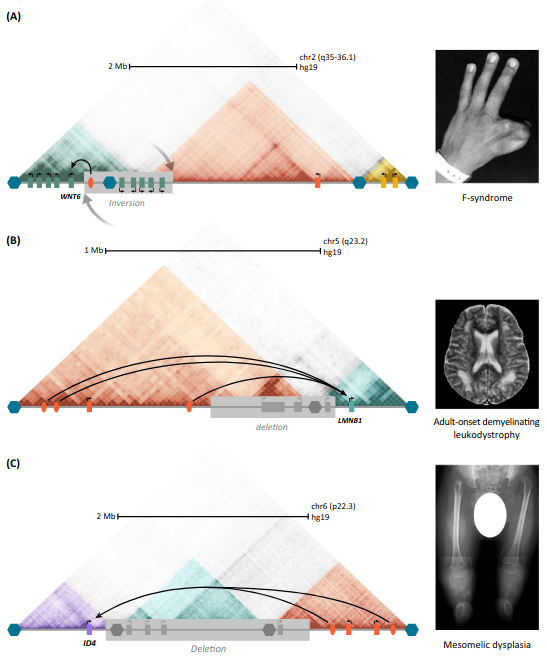 (A)
2 Mb
chr2 (q35-36.1)
hg19
WNT6
Inversion
F-syndrome
(B)
1 Mb
chr5 (q23.2)
hg19
deletion
LMNB1
Adult-onset demyelinating
leukodystrophy
(C)
2 Mb
chr6 (p22.3)
hg19
ID4
Deletion
Mesomelic dysplasia